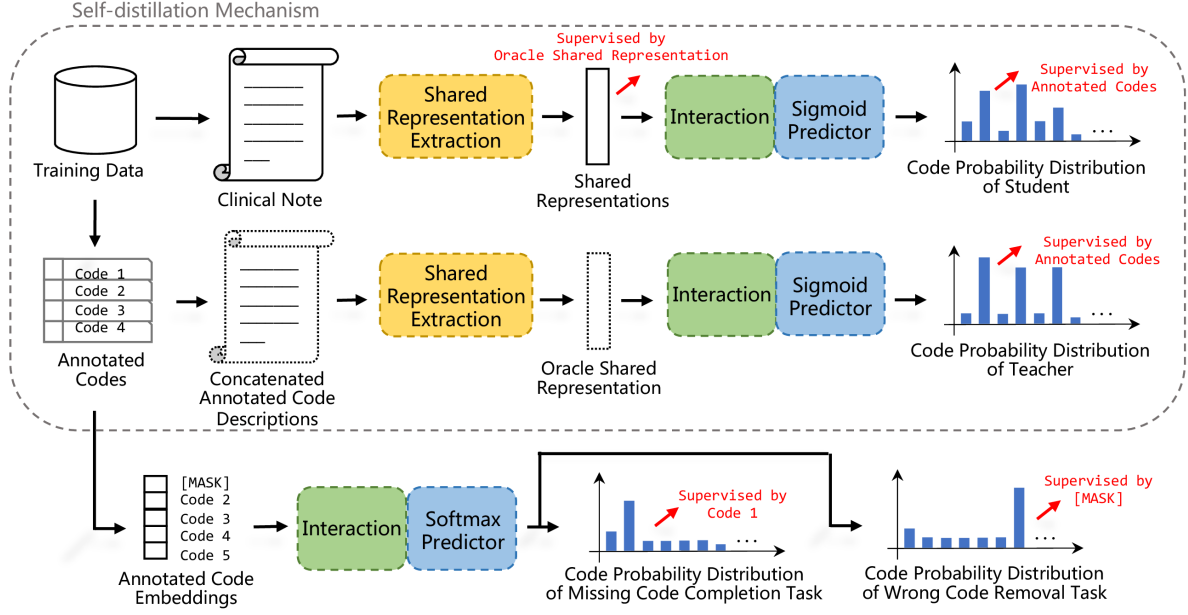 Self-distillation Mechanism
Training Data
Clinical Note
Shared
Representation
Extraction
Supervised by
Oracle Shared Representation
Shared
Representations
Interaction
Sigmoid
Predictor
Supervised by
Annotated Codes
...
Code Probability Distribution
of Student
Code 1
Code 2
Code 3
Code 4
Annotated
Codes
Concatenated
Annotated Code
Descriptions
Shared
Representation
Extraction
Oracle Shared
Representation
Interaction
Sigmoid
Predictor
Supervised by
Annotated Codes
...
Code Probability Distribution
of Teacher
[MASK]
Code 2
Code 3
Code 4
Code 5
Annotated Code
Embeddings
Interaction
Softmax
Predictor
Supervised by
Code 1
...
Code Probability Distribution
of Missing Code Completion Task
Supervised by
[MASK]
...
Code Probability Distribution
of Wrong Code Removal Task